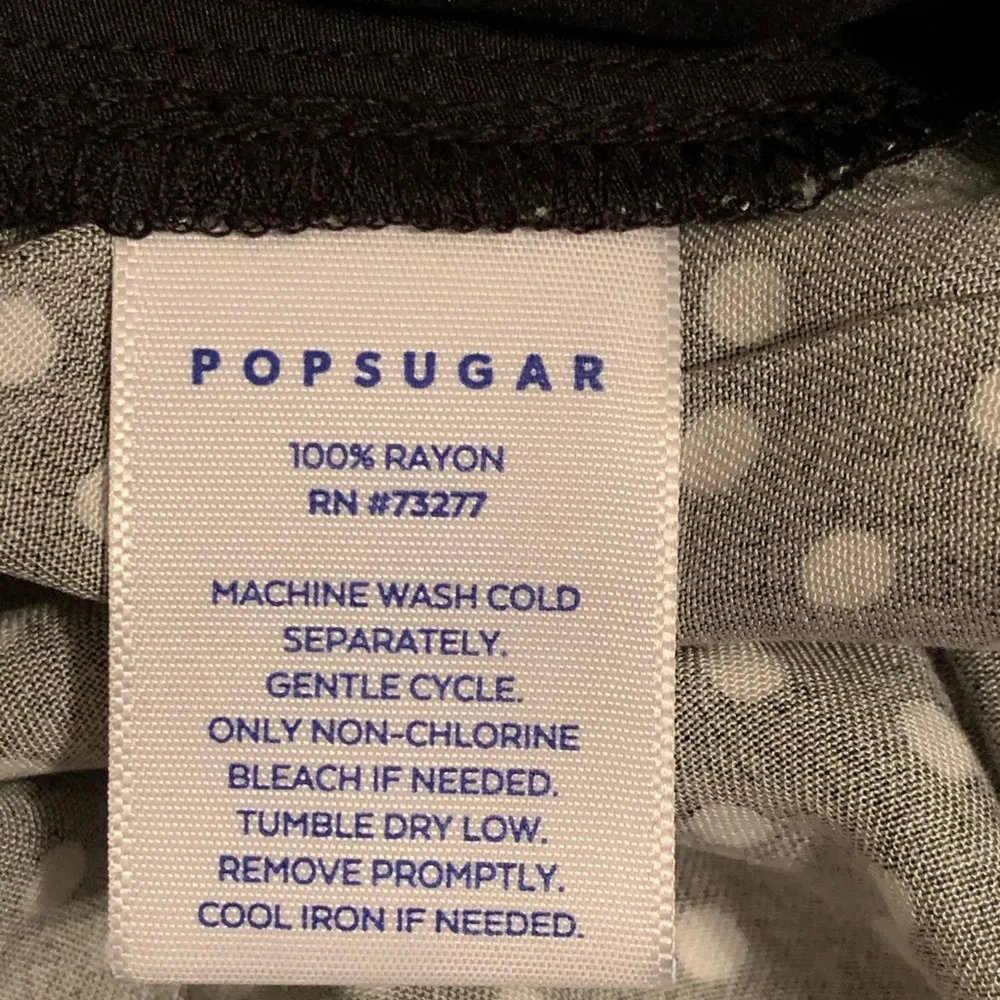 POPSUGAR
100% RAYON
RN #73277
MACHINE WASH COLD
SEPARATELY.
GENTLE CYCLE.
ONLY NON-CHLORINE
BLEACH IF NEEDED.
TUMBLE DRY LOW.
REMOVE PROMPTLY.
COOL IRON IF NEEDED.